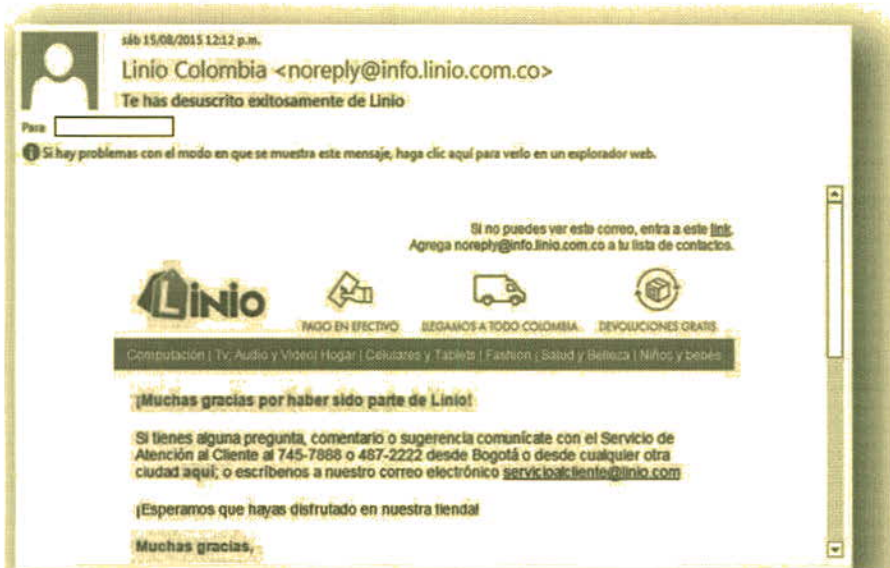 sáb 15/08/2015 12:12 p.m.
Linio Colombia <noreply@info.linio.com.co>
Te has desuscrito exitosamente de Linio
Para
Si hay problemas con el modo en que se muestra este mensaje, haga clic aquí para verlo en un explorador web.
Si no puedes ver este correo, entra a este link.
Agrega noreply@info.linio.com.co a tu lista de contactos.
LINIO
PAGO EN EFECTIVO LLEGAMOS A TODO COLOMBIA DEVOLUCIONES GRATIS
Computación | Tv, Audio y Video| Hogar | Celulares y Tablets | Fashion | Salud y Belleza | Niños y bebés
¡Muchas gracias por haber sido parte de Linio!
Si tienes alguna pregunta, comentario o sugerencia comunícate con el Servicio de
Atención al Cliente al 745-7888 o 487-2222 desde Bogotá o desde cualquier otra
ciudad aquí; o escríbenos a nuestro correo electrónico servicioalcliente@linio.com
¡Esperamos que hayas disfrutado en nuestra tienda!
Muchas gracias,